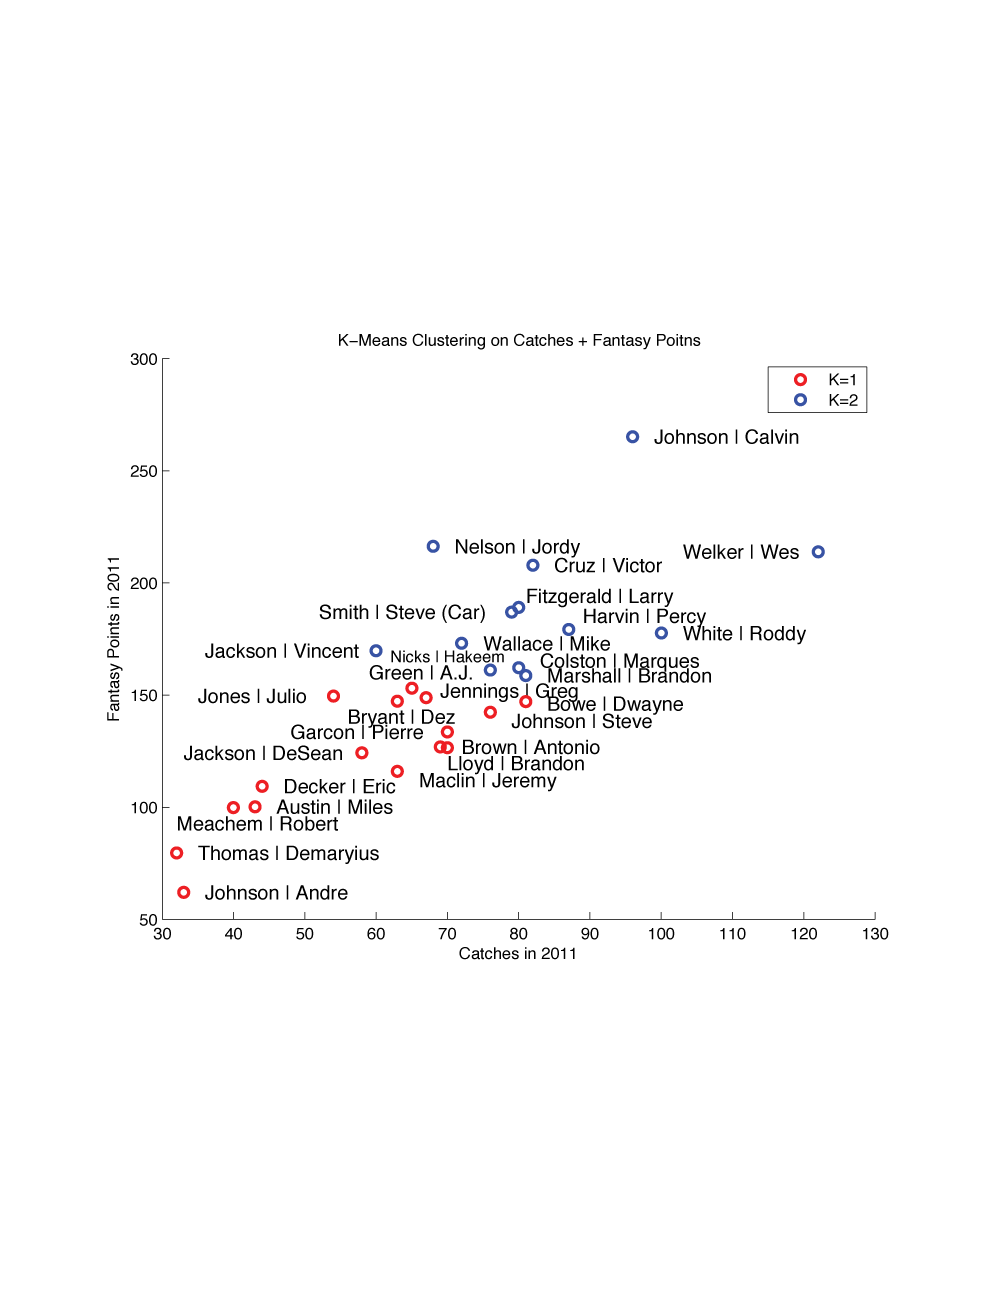 K−Means Clustering on Catches + Fantasy Poitns
300
250
200
150
100
50
Fantasy Points in 2011
K=1
K=2
Johnson | Calvin
Nelson | Jordy
Welker | Wes
Cruz | Victor
Fitzgerald | Larry
Smith | Steve (Car)
Harvin | Percy
White | Roddy
Wallace | Mike
Jackson | Vincent
Nicks | Hakeem
Colston | Marques
Green | A.J.
Marshall | Brandon
Jennings | Greg
Jones | Julio
Bowe | Dwayne
Bryant | Dez
Johnson | Steve
Garcon | Pierre
Brown | Antonio
Jackson | DeSean
Lloyd | Brandon
Maclin | Jeremy
Decker | Eric
Austin | Miles
Meachem | Robert
Thomas | Demaryius
Johnson | Andre
30 40 50 60 70 80 90 100 110 120 130
Catches in 2011